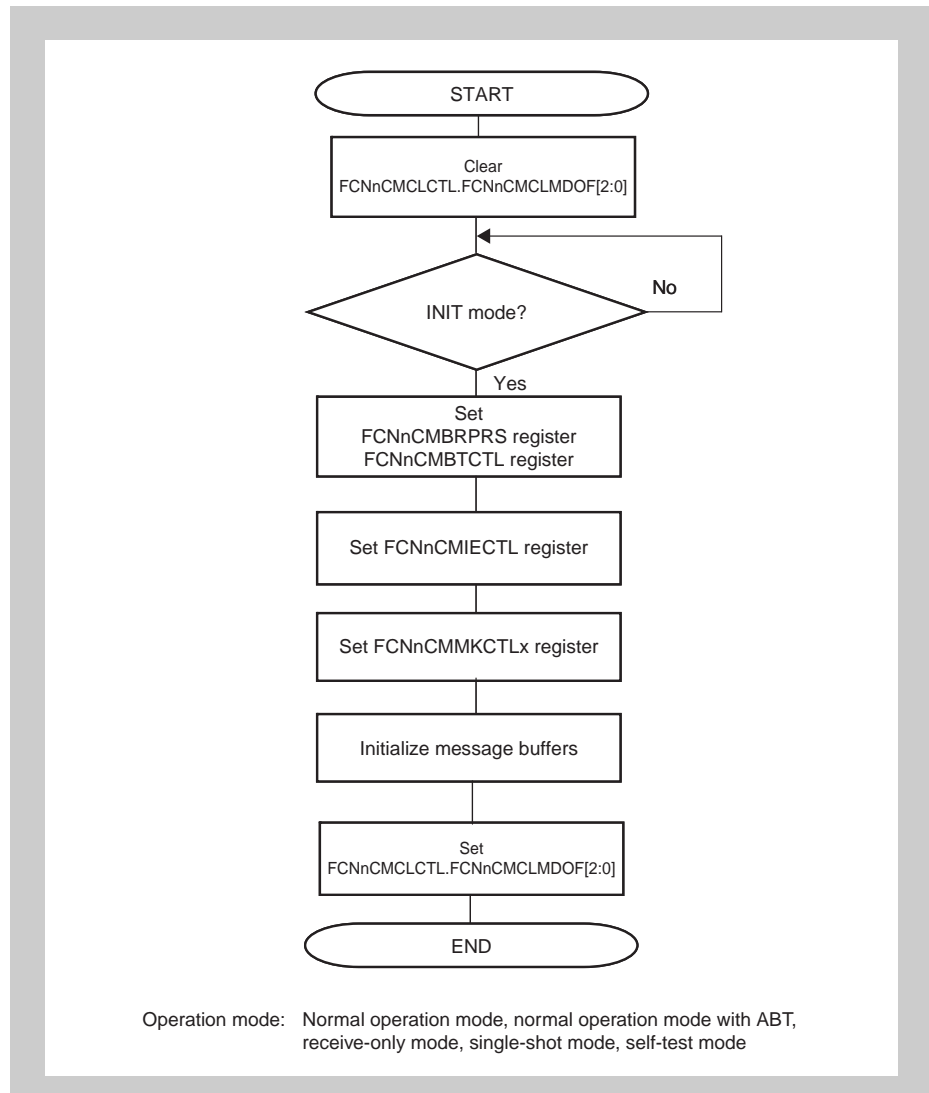 START
Clear
FCNnCMCLCTL.FCNnCMCLMDOF[2:0]
No
INIT mode?
Yes
Set
FCNnCMBRPRS register
FCNnCMBTCTL register
Set FCNnCMIECTL register
Set FCNnCMMKCTLx register
Initialize message buffers
Set
FCNnCMCLCTL.FCNnCMCLMDOF[2:0]
END
Operation mode: Normal operation mode, normal operation mode with ABT,
receive-only mode, single-shot mode, self-test mode